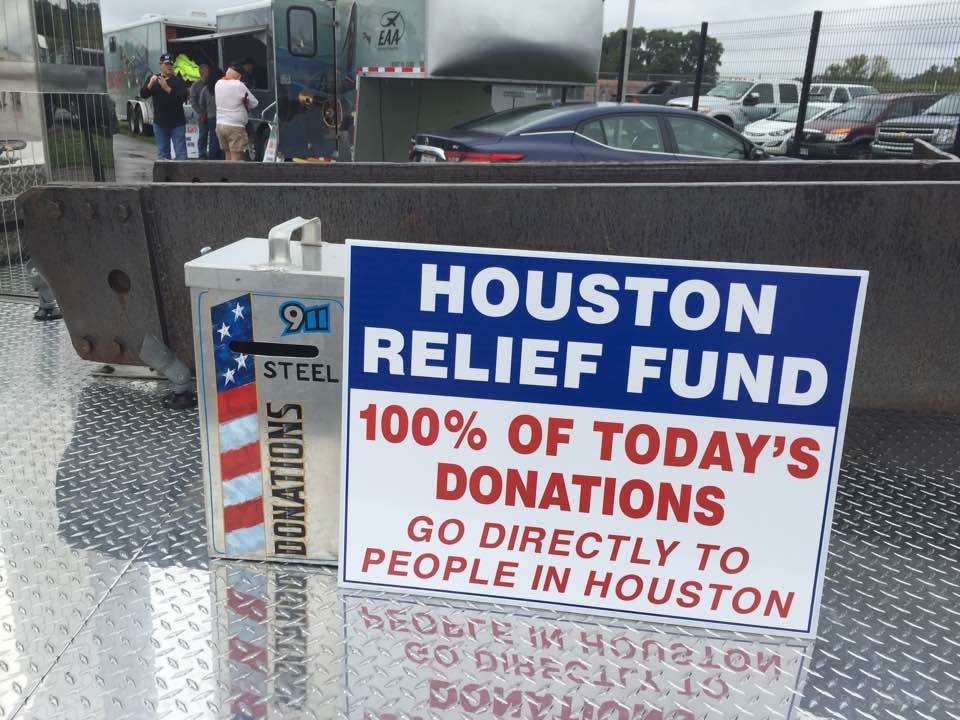 EAA
911
STEEL
DONATIONS
HOUSTON
RELIEF FUND
100% OF TODAY'S
DONATIONS
GO DIRECTLY TO
PEOPLE IN HOUSTON